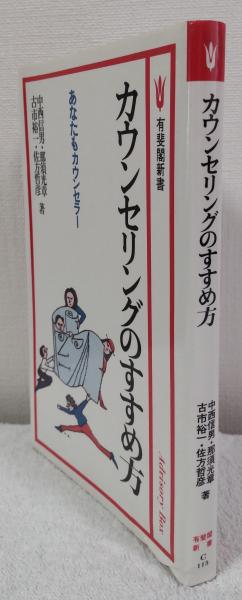 有斐閣新書
カウンセリングのすすめ方
あなたもカウンセラー
中西信男・那須光章
古市裕一・佐方哲彦 著
Advisory Box
カウンセリングのすすめ方
中西信男・那須光章
古市裕一・佐方哲彦 著
有斐閣
新書
C
113